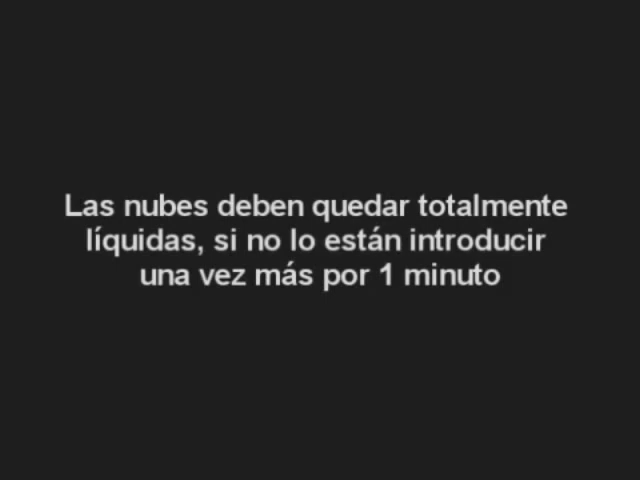 Las nubes deben quedar totalmente
líquidas, si no lo están introducir
una vez más por 1 minuto